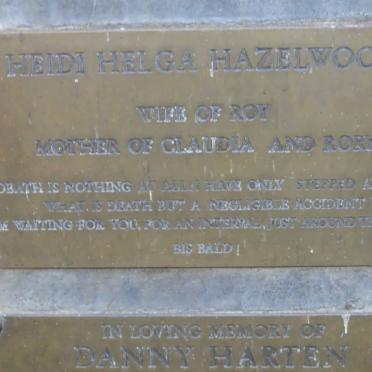 HEIDI HELGA HAZELWOO
WIFE OF ROY
MOTHER OF CLAUDIA AND
DEATH IS NOTHING AT ALL I HAVE ONLY STEPPED A
WHAT IS DEATH BUT A NEGLIGIBLE ACCIDENT
M WAITING FOR YOU, FOR AN INTERVAL, JUST AROUND
BIS BALD!
IN LOVING MEMORY OF
DANNY HARTEN